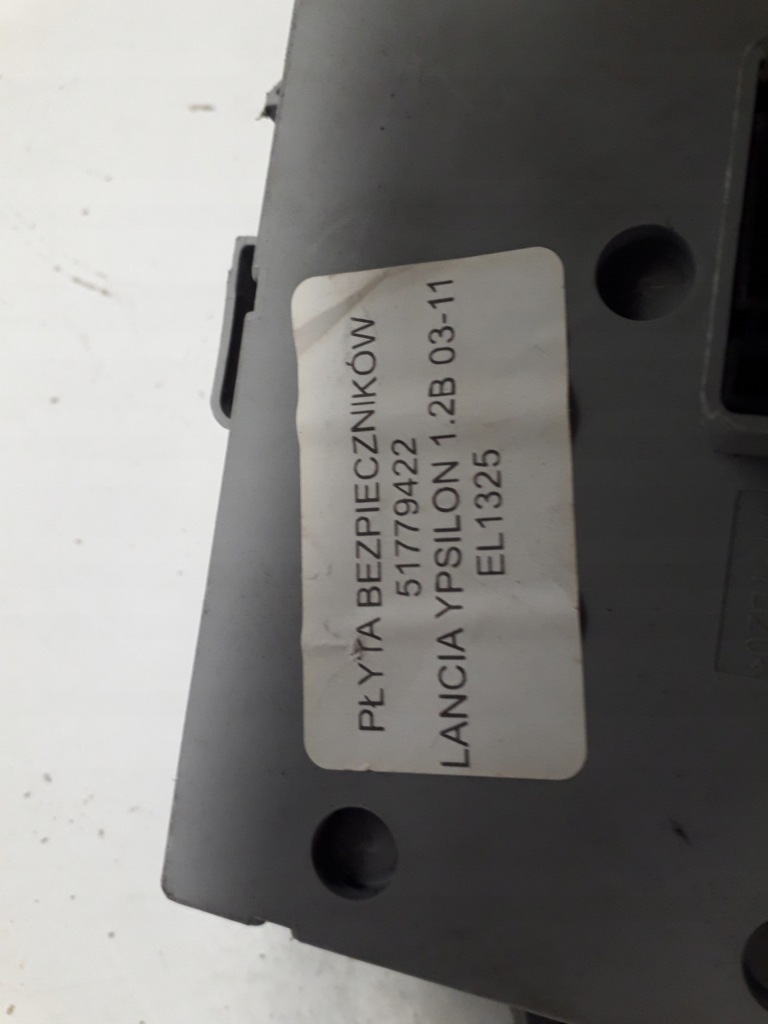 PŁYTA BEZPIECZNIKÓW
51779422
LANCIA YPSILON 1.2B 03-11
EL1325